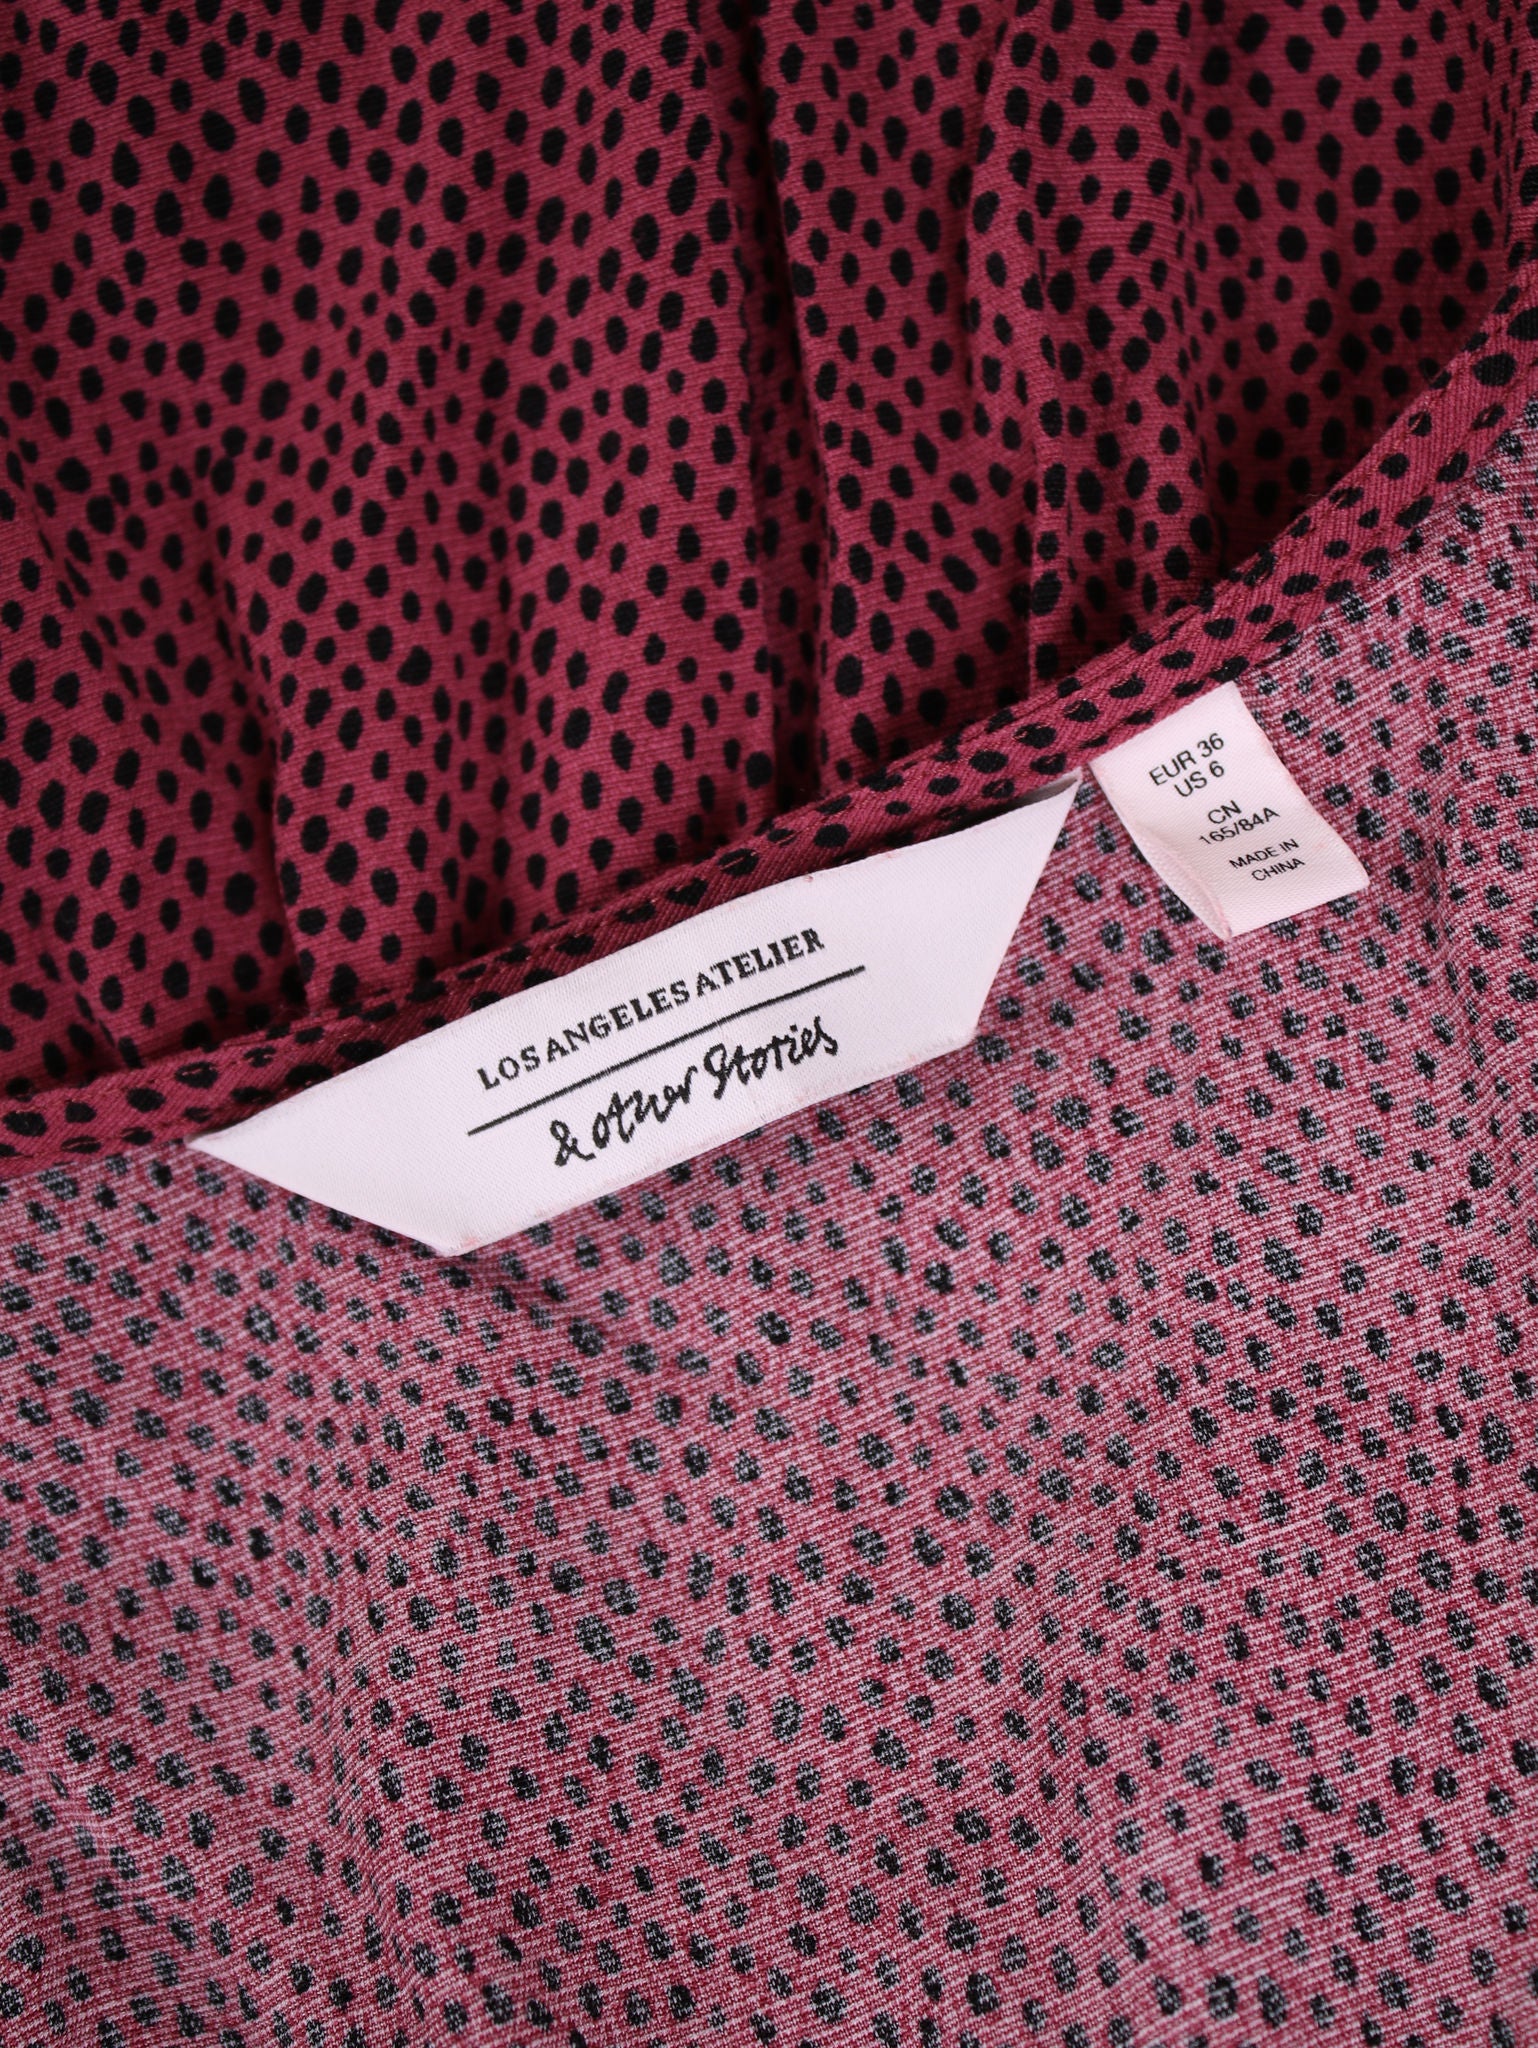 LOS ANGELES ATELIER
& other Stories
EUR 36
US 6
CN
165/84A
MADE IN
CHINA